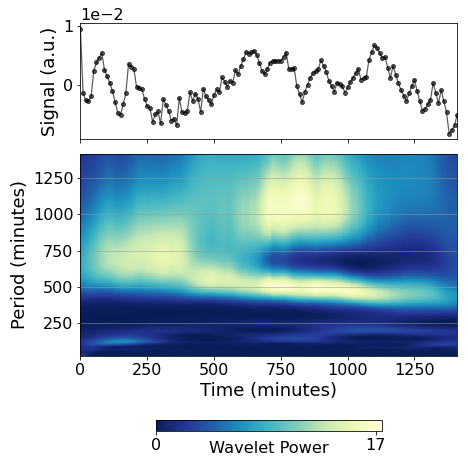 1e−2
1
0
Signal (a.u.)
1250
1000
750
500
250
Period (minutes)
0 250 500 750 1000 1250
Time (minutes)
0 17
Wavelet Power